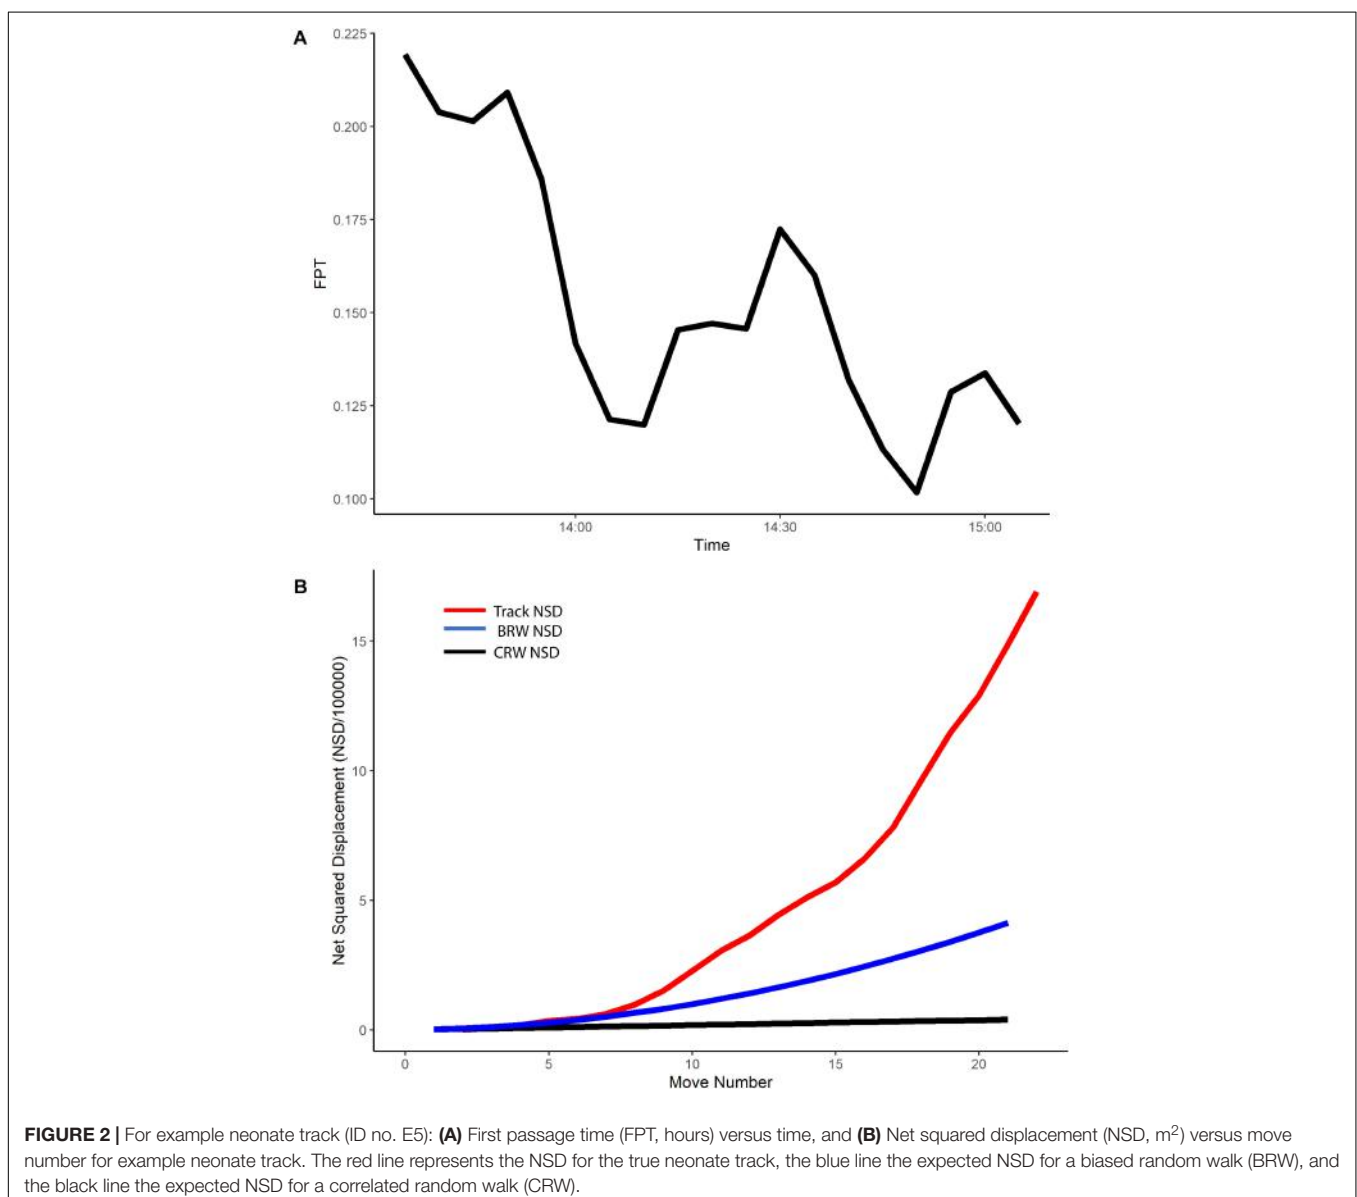 A
0.225
0.200
0.175
0.150
0.125
0.100
FPT
14:00
14:30
15:00
Time
B
Track NSD
BRW NSD
CRW NSD
15
10
5
0
Net Squared Displacement (NSD/100000)
0
5
10
15
20
Move Number
FIGURE 2 | For example neonate track (ID no. E5): (A) First passage time (FPT, hours) versus time, and (B) Net squared displacement (NSD, m²) versus move
number for example neonate track. The red line represents the NSD for the true neonate track, the blue line the expected NSD for a biased random walk (BRW), and
the black line the expected NSD for a correlated random walk (CRW).